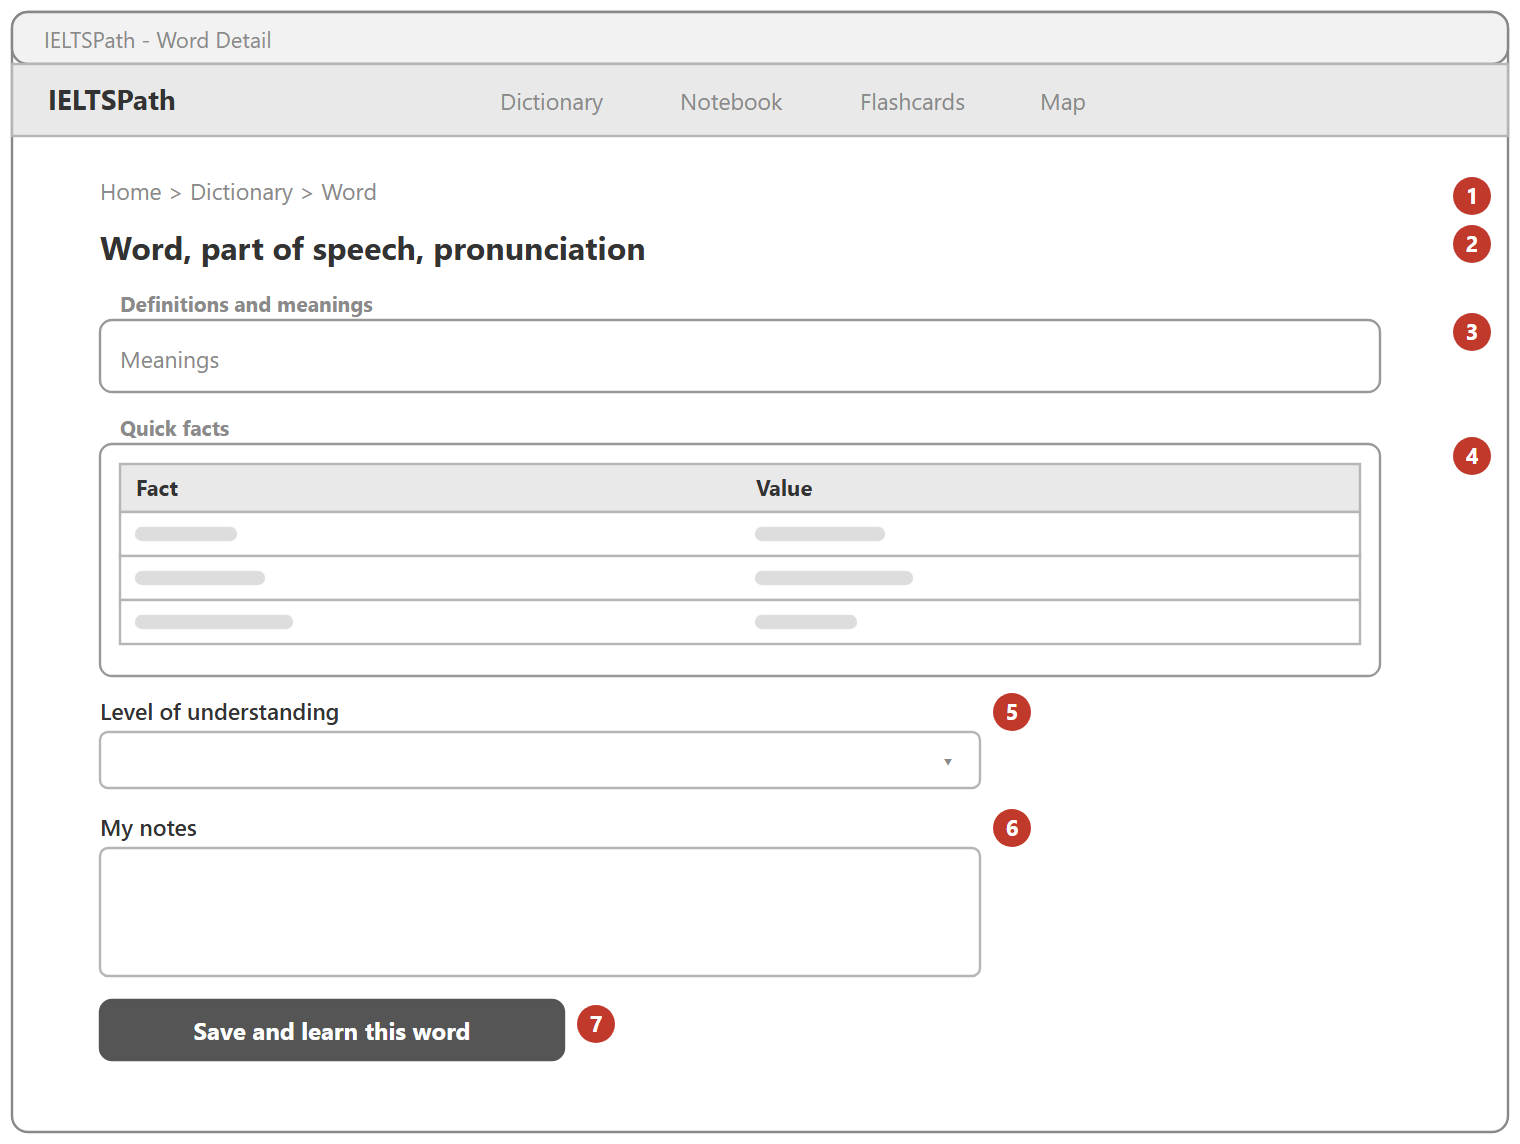 IELTSPath - Word Detail
IELTSPath Dictionary Notebook Flashcards Map
Home > Dictionary > Word 1
Word, part of speech, pronunciation 2
Definitions and meanings
3
Meanings
Quick facts
4
Fact Value
Level of understanding 5
My notes 6
Save and learn this word 7